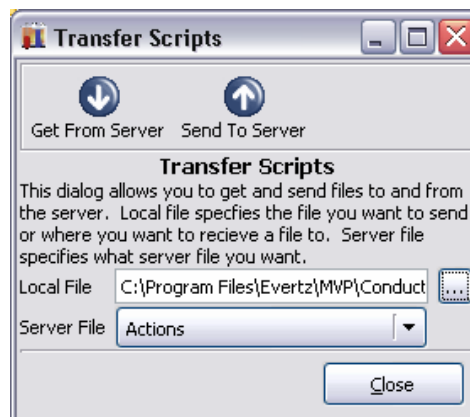 Transfer Scripts
Get From Server Send To Server
Transfer Scripts
This dialog allows you to get and send files to and from
the server. Local file specfies the file you want to send
or where you want to recieve a file to. Server file
specifies what server file you want.
Local File C:\Program Files\Evertz\MVP\Conduct ...
Server File Actions
Close